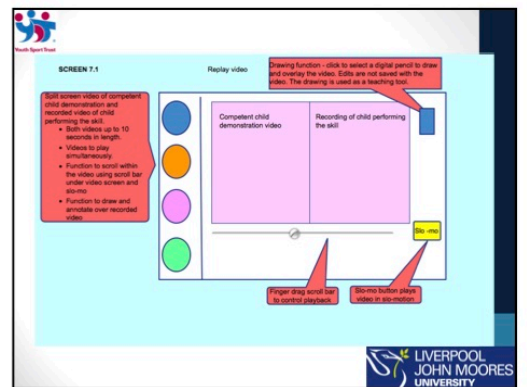 Youth Sport Trust
SCREEN 7.1
Replay video
Drawing function - click to select a digital pencil to draw
and overlay the video. Edits are not saved with the
video. The drawing is used as a teaching tool.
Split screen video of competent
child demonstration and
recorded video of child
performing the skill.
• Both videos up to 10
seconds in length.
• Videos to play
simultaneously.
• Function to scroll within
the video using scroll bar
under video screen and
slo-mo
• Function to draw and
annotate over recorded
video
Competent child
demonstration video
Recording of child performing
the skill
Slo -mo
Finger drag scroll bar
to control playback
Slo-mo button plays
video in slo-motion
LIVERPOOL
JOHN MOORES
UNIVERSITY